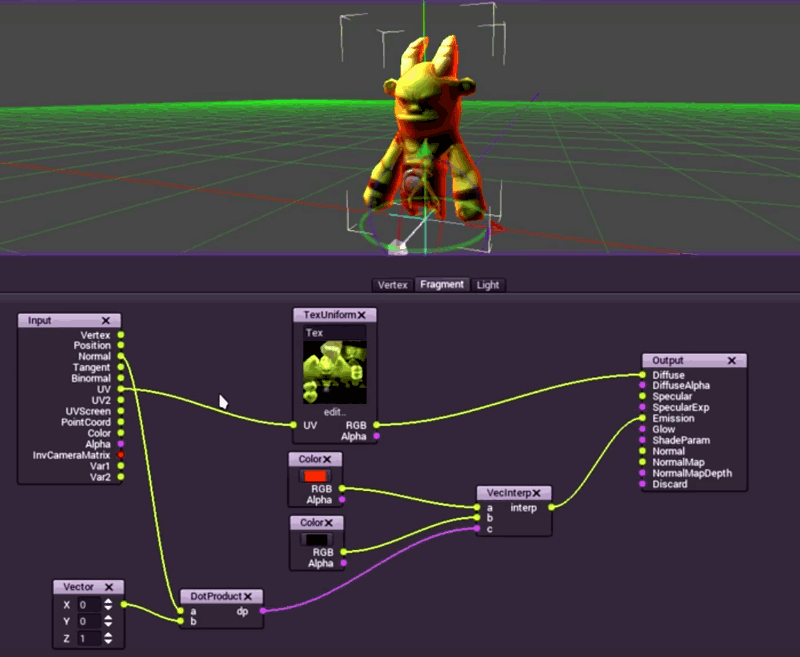 Vertex Fragment Light
Input X
Vertex
Position
Normal
Tangent
Binormal
UV
UV2
UVScreen
PointCoord
Color
Alpha
InvCameraMatrix
Var1
Var2
TexUniform X
Tex
edit..
UV RGB
Alpha
Color X
RGB
Alpha
Color X
RGB
Alpha
VecInterp X
a interp
b
c
Output X
Diffuse
DiffuseAlpha
Specular
SpecularExp
Emission
Glow
ShadeParam
Normal
NormalMap
NormalMapDepth
Discard
Vector X
X 0
Y 0
Z 1
DotProduct X
a dp
b